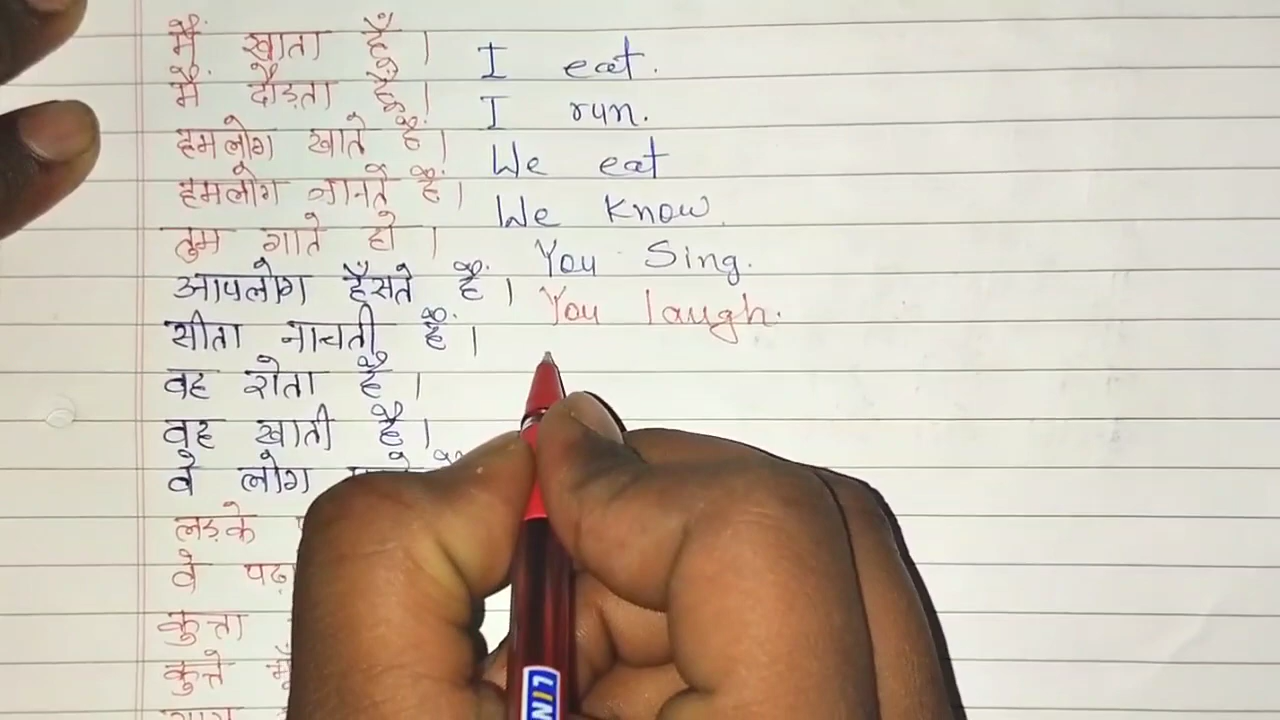 मैं खाता हूँ। I eat.
मैं दौड़ता हूँ। I run.
हमलोग खाते हैं। We eat
हमलोग जानते हैं। We know.
तुम गाते हो। You Sing.
आपलोग हँसते हैं। You laugh.
सीता नाचती हैं।
वह रोता है।
वह खाती है।
वे लोग
लड़के
वे पढ़
कुत्ता
कुत्ते
LIN